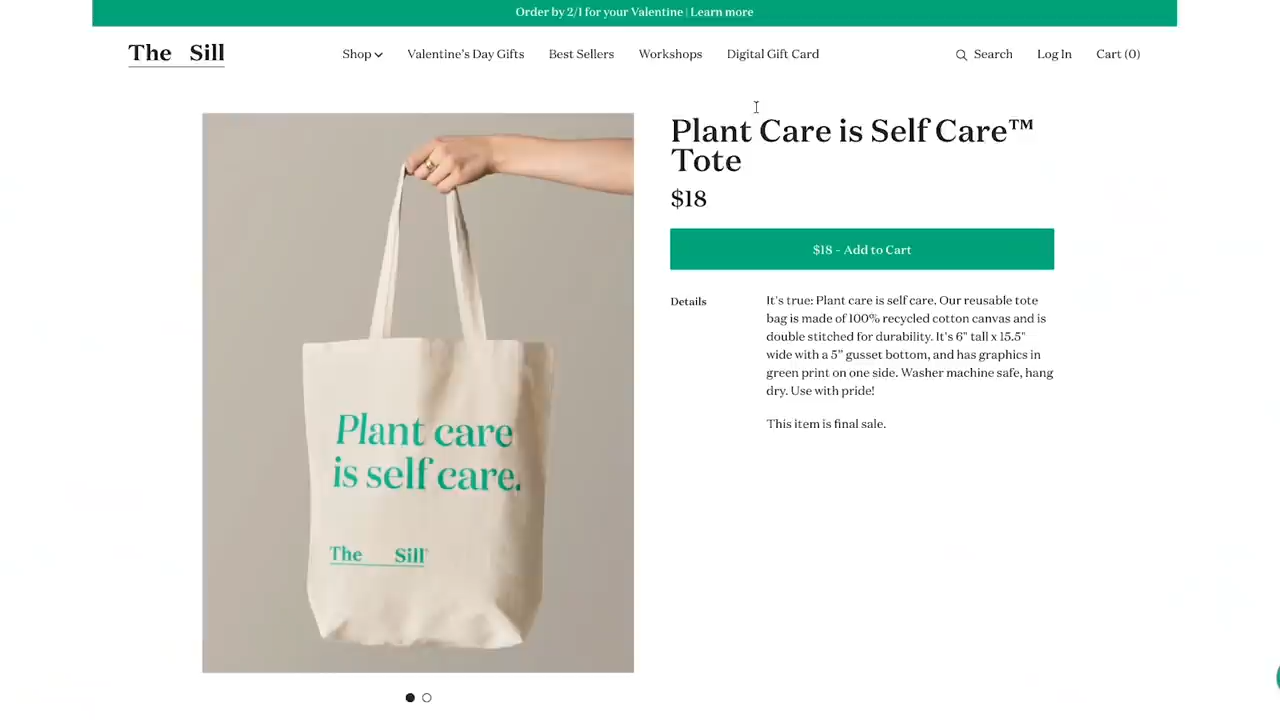 Order by 2/1 for your Valentine | Learn more
The Sill
Shop
Valentine's Day Gifts
Best Sellers
Workshops
Digital Gift Card
Search
Log In
Cart (0)
Plant care
is self care.
The Sill
Plant Care is Self Care™
Tote
$18
$18 - Add to Cart
Details
It's true: Plant care is self care. Our reusable tote
bag is made of 100% recycled cotton canvas and is
double stitched for durability. It's 6" tall x 15.5"
wide with a 5" gusset bottom, and has graphics in
green print on one side. Washer machine safe, hang
dry. Use with pride!
This item is final sale.